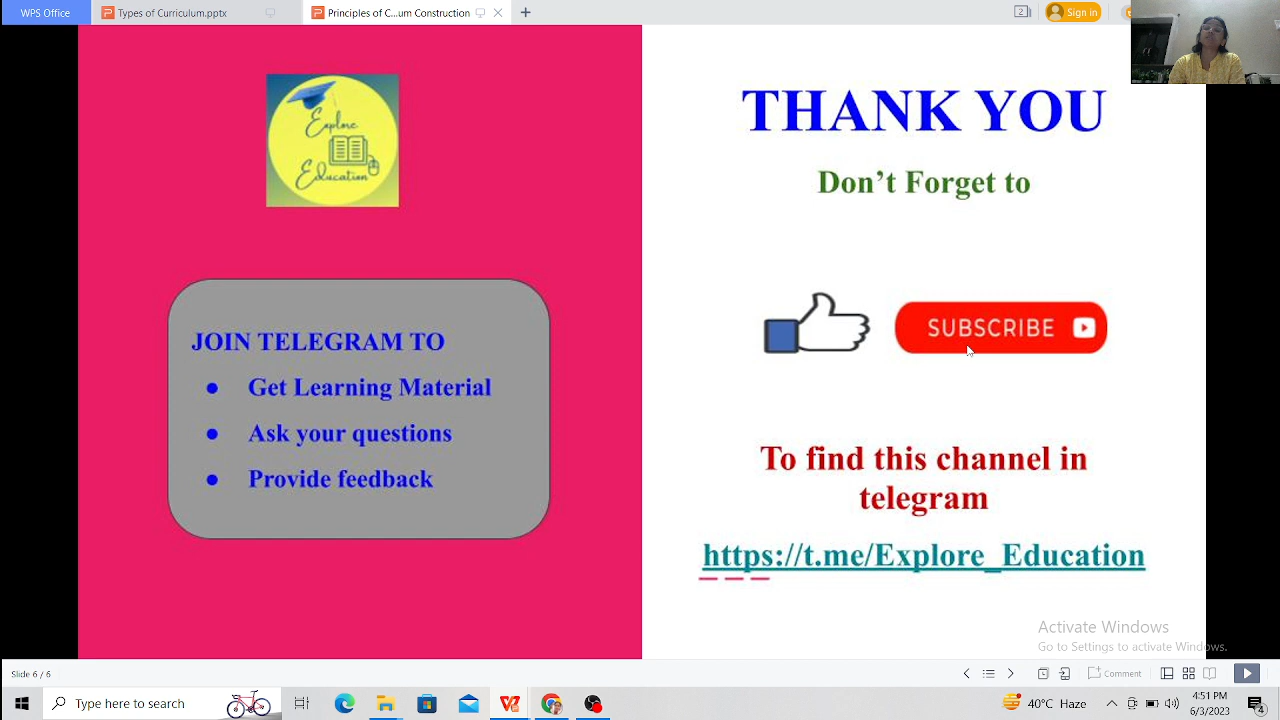 WPS Office
Types of Curriculum.pptx
Principles of C...um Construction
Sign in
Explore
Education
JOIN TELEGRAM TO
● Get Learning Material
● Ask your questions
● Provide feedback
THANK YOU
Don’t Forget to
SUBSCRIBE
To find this channel in
telegram
https://t.me/Explore_Education
Activate Windows
Go to Settings to activate Windows.
Slide 6 / 6
Comment
Type here to search
40°C Haze
4:51 PM
6/3/2023